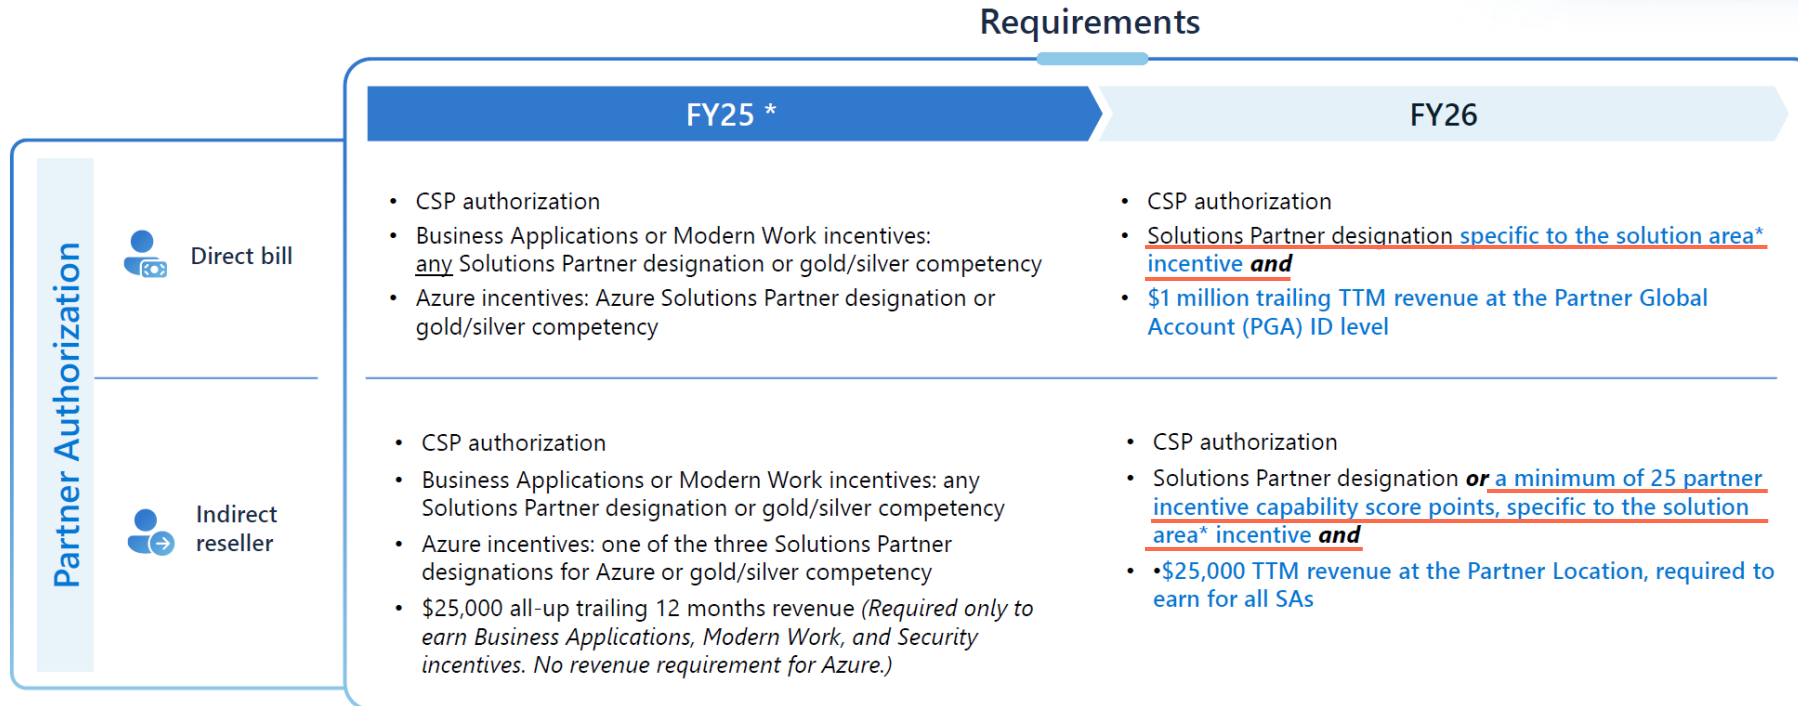 Requirements
FY25 *
FY26
Partner Authorization
Direct bill
• CSP authorization
• Business Applications or Modern Work incentives:
any Solutions Partner designation or gold/silver competency
• Azure incentives: Azure Solutions Partner designation or
gold/silver competency
• CSP authorization
• Solutions Partner designation specific to the solution area*
incentive and
• $1 million trailing TTM revenue at the Partner Global
Account (PGA) ID level
Indirect
reseller
• CSP authorization
• Business Applications or Modern Work incentives: any
Solutions Partner designation or gold/silver competency
• Azure incentives: one of the three Solutions Partner
designations for Azure or gold/silver competency
• $25,000 all-up trailing 12 months revenue (Required only to
earn Business Applications, Modern Work, and Security
incentives. No revenue requirement for Azure.)
• CSP authorization
• Solutions Partner designation or a minimum of 25 partner
incentive capability score points, specific to the solution
area* incentive and
• •$25,000 TTM revenue at the Partner Location, required to
earn for all SAs